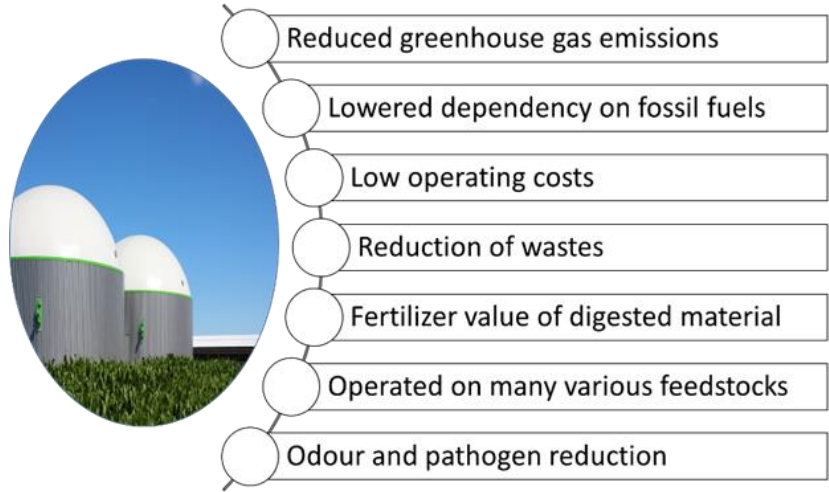 Reduced greenhouse gas emissions
Lowered dependency on fossil fuels
Low operating costs
Reduction of wastes
Fertilizer value of digested material
Operated on many various feedstocks
Odour and pathogen reduction